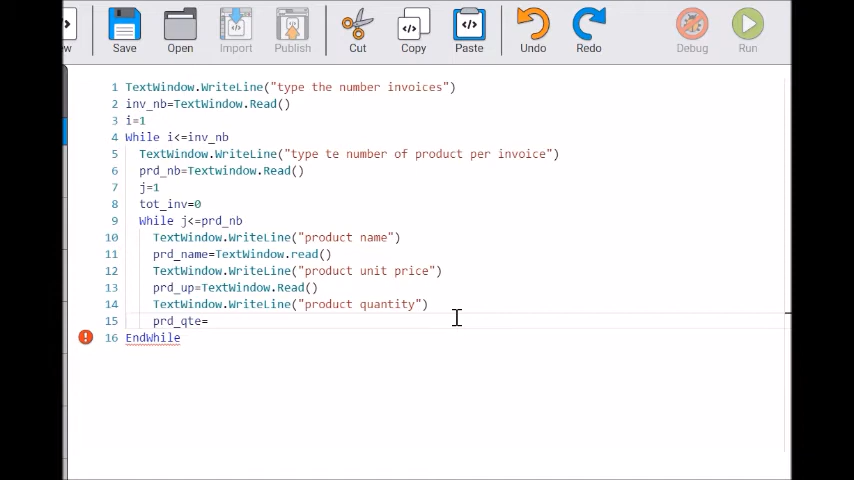 ew Save Open Import Publish Cut Copy Paste Undo Redo Debug Run
1 TextWindow.WriteLine("type the number invoices")
2 inv_nb=TextWindow.Read()
3 i=1
4 While i<=inv_nb
5 TextWindow.WriteLine("type te number of product per invoice")
6 prd_nb=Textwindow.Read()
7 j=1
8 tot_inv=0
9 While j<=prd_nb
10 TextWindow.WriteLine("product name")
11 prd_name=TextWindow.read()
12 TextWindow.WriteLine("product unit price")
13 prd_up=TextWindow.Read()
14 TextWindow.WriteLine("product quantity")
15 prd_qte=
16 EndWhile